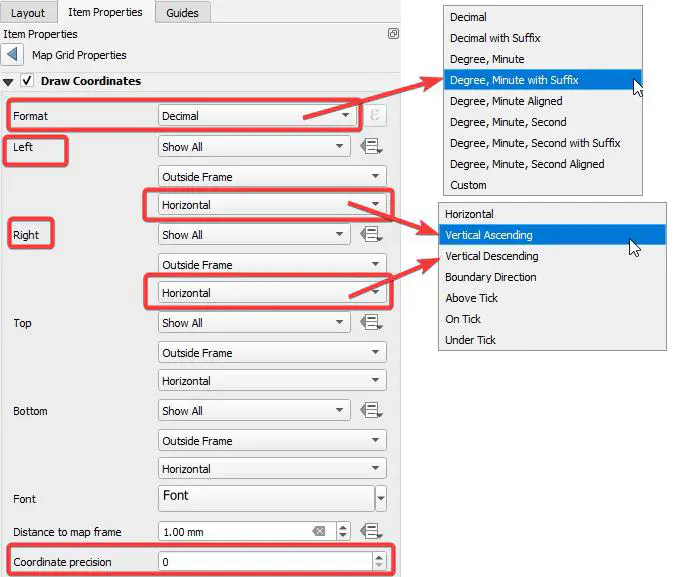 Layout Item Properties Guides
Item Properties
Map Grid Properties
Draw Coordinates
Format Decimal ε
Left Show All
Outside Frame
Horizontal
Right Show All
Outside Frame
Horizontal
Top Show All
Outside Frame
Horizontal
Bottom Show All
Outside Frame
Horizontal
Font Font
Distance to map frame 1.00 mm
Coordinate precision 0
Decimal
Decimal with Suffix
Degree, Minute
Degree, Minute with Suffix
Degree, Minute Aligned
Degree, Minute, Second
Degree, Minute, Second with Suffix
Degree, Minute, Second Aligned
Custom
Horizontal
Vertical Ascending
Vertical Descending
Boundary Direction
Above Tick
On Tick
Under Tick